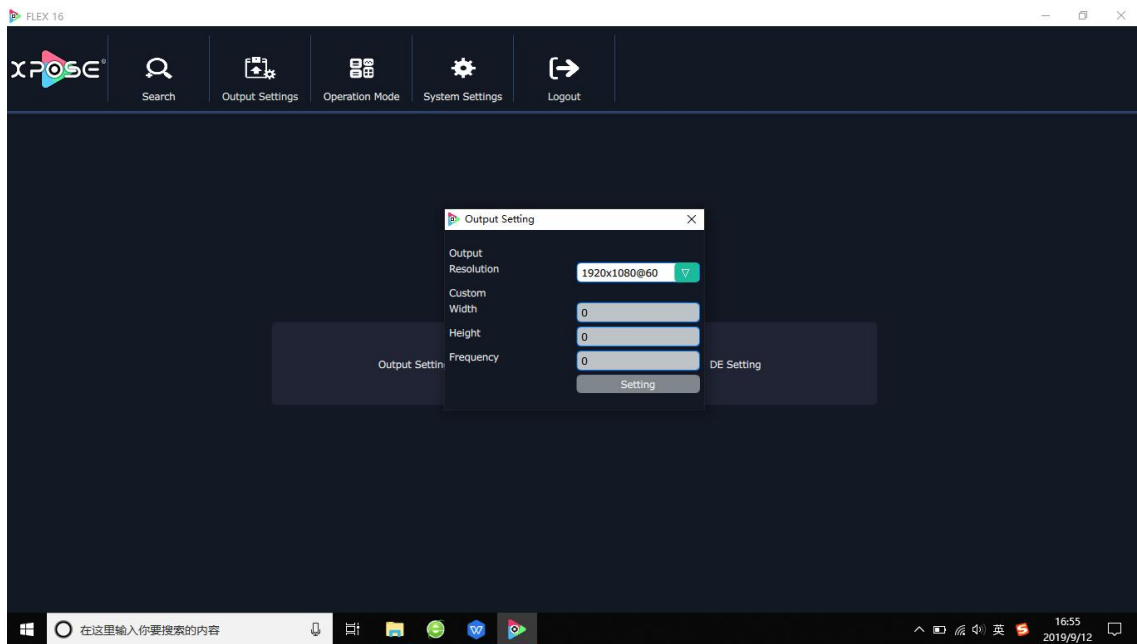 FLEX 16
XPOSE®
Search
Output Settings
Operation Mode
System Settings
Logout
Output Setting
Output
Resolution
1920x1080@60
Custom
Width
0
Height
0
Frequency
0
Setting
Output Settin
DE Setting
在这里输入你要搜索的内容
英
16:55
2019/9/12